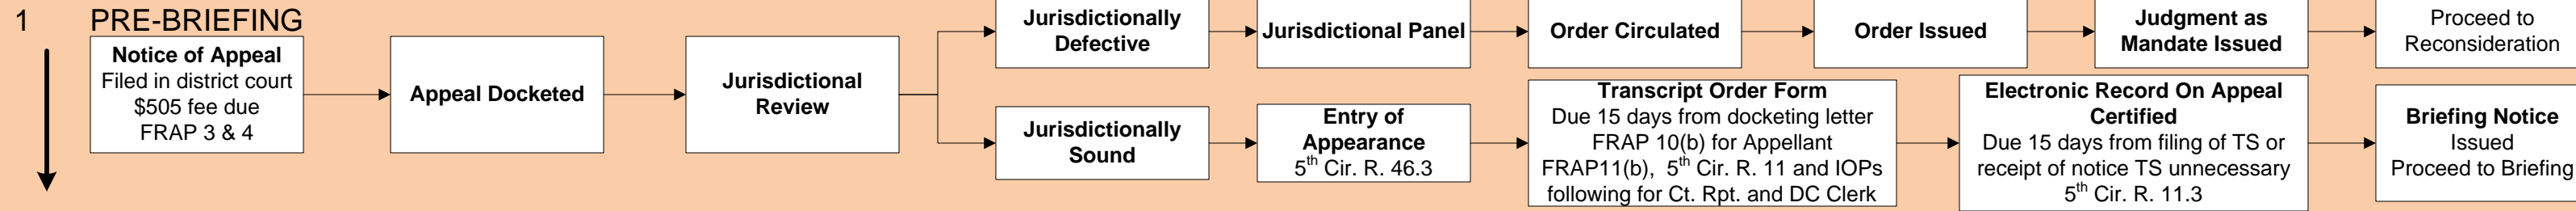 1 PRE-BRIEFING
Notice of Appeal
Filed in district court
$505 fee due
FRAP 3 & 4
Appeal Docketed
Jurisdictional
Review
Jurisdictionally
Defective
Jurisdictional Panel
Order Circulated
Order Issued
Judgment as
Mandate Issued
Proceed to
Reconsideration
Jurisdictionally
Sound
Entry of
Appearance
5th Cir. R. 46.3
Transcript Order Form
Due 15 days from docketing letter
FRAP 10(b) for Appellant
FRAP11(b), 5th Cir. R. 11 and IOPs
following for Ct. Rpt. and DC Clerk
Electronic Record On Appeal
Certified
Due 15 days from filing of TS or
receipt of notice TS unnecessary
5th Cir. R. 11.3
Briefing Notice
Issued
Proceed to Briefing